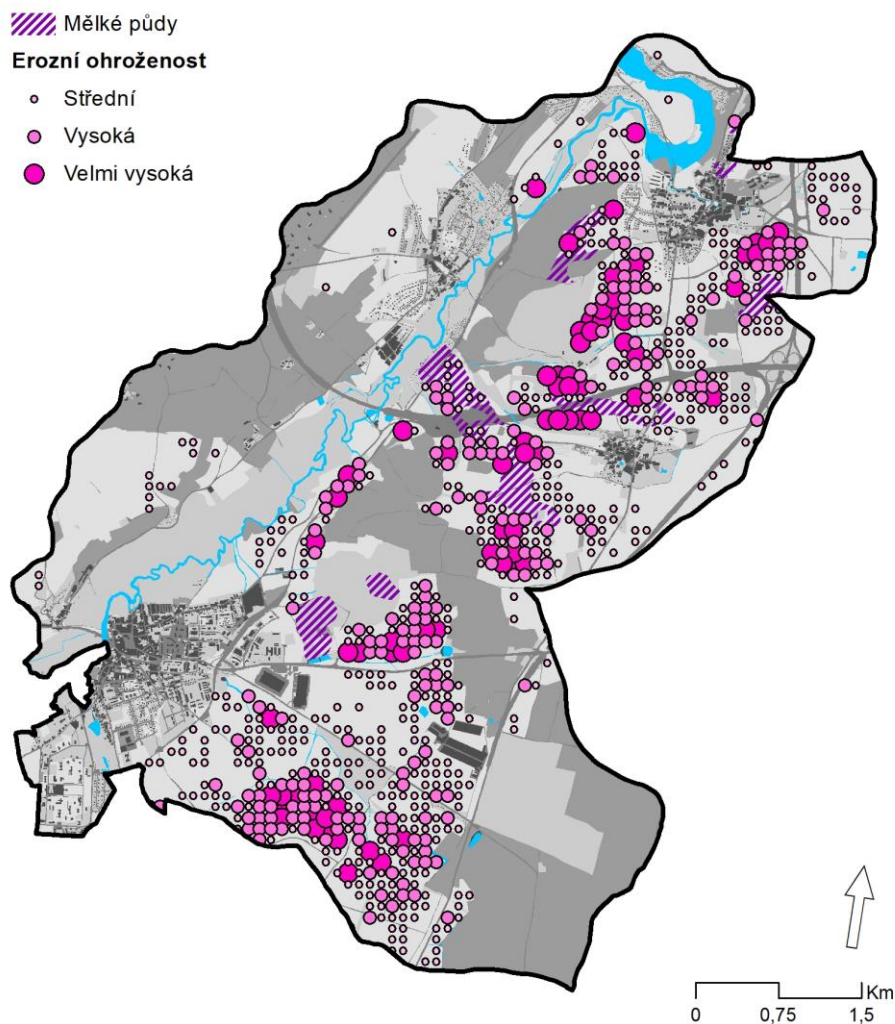 Mělké půdy
Erozní ohroženost
Střední
Vysoká
Velmi vysoká
Km
0 0,75 1,5